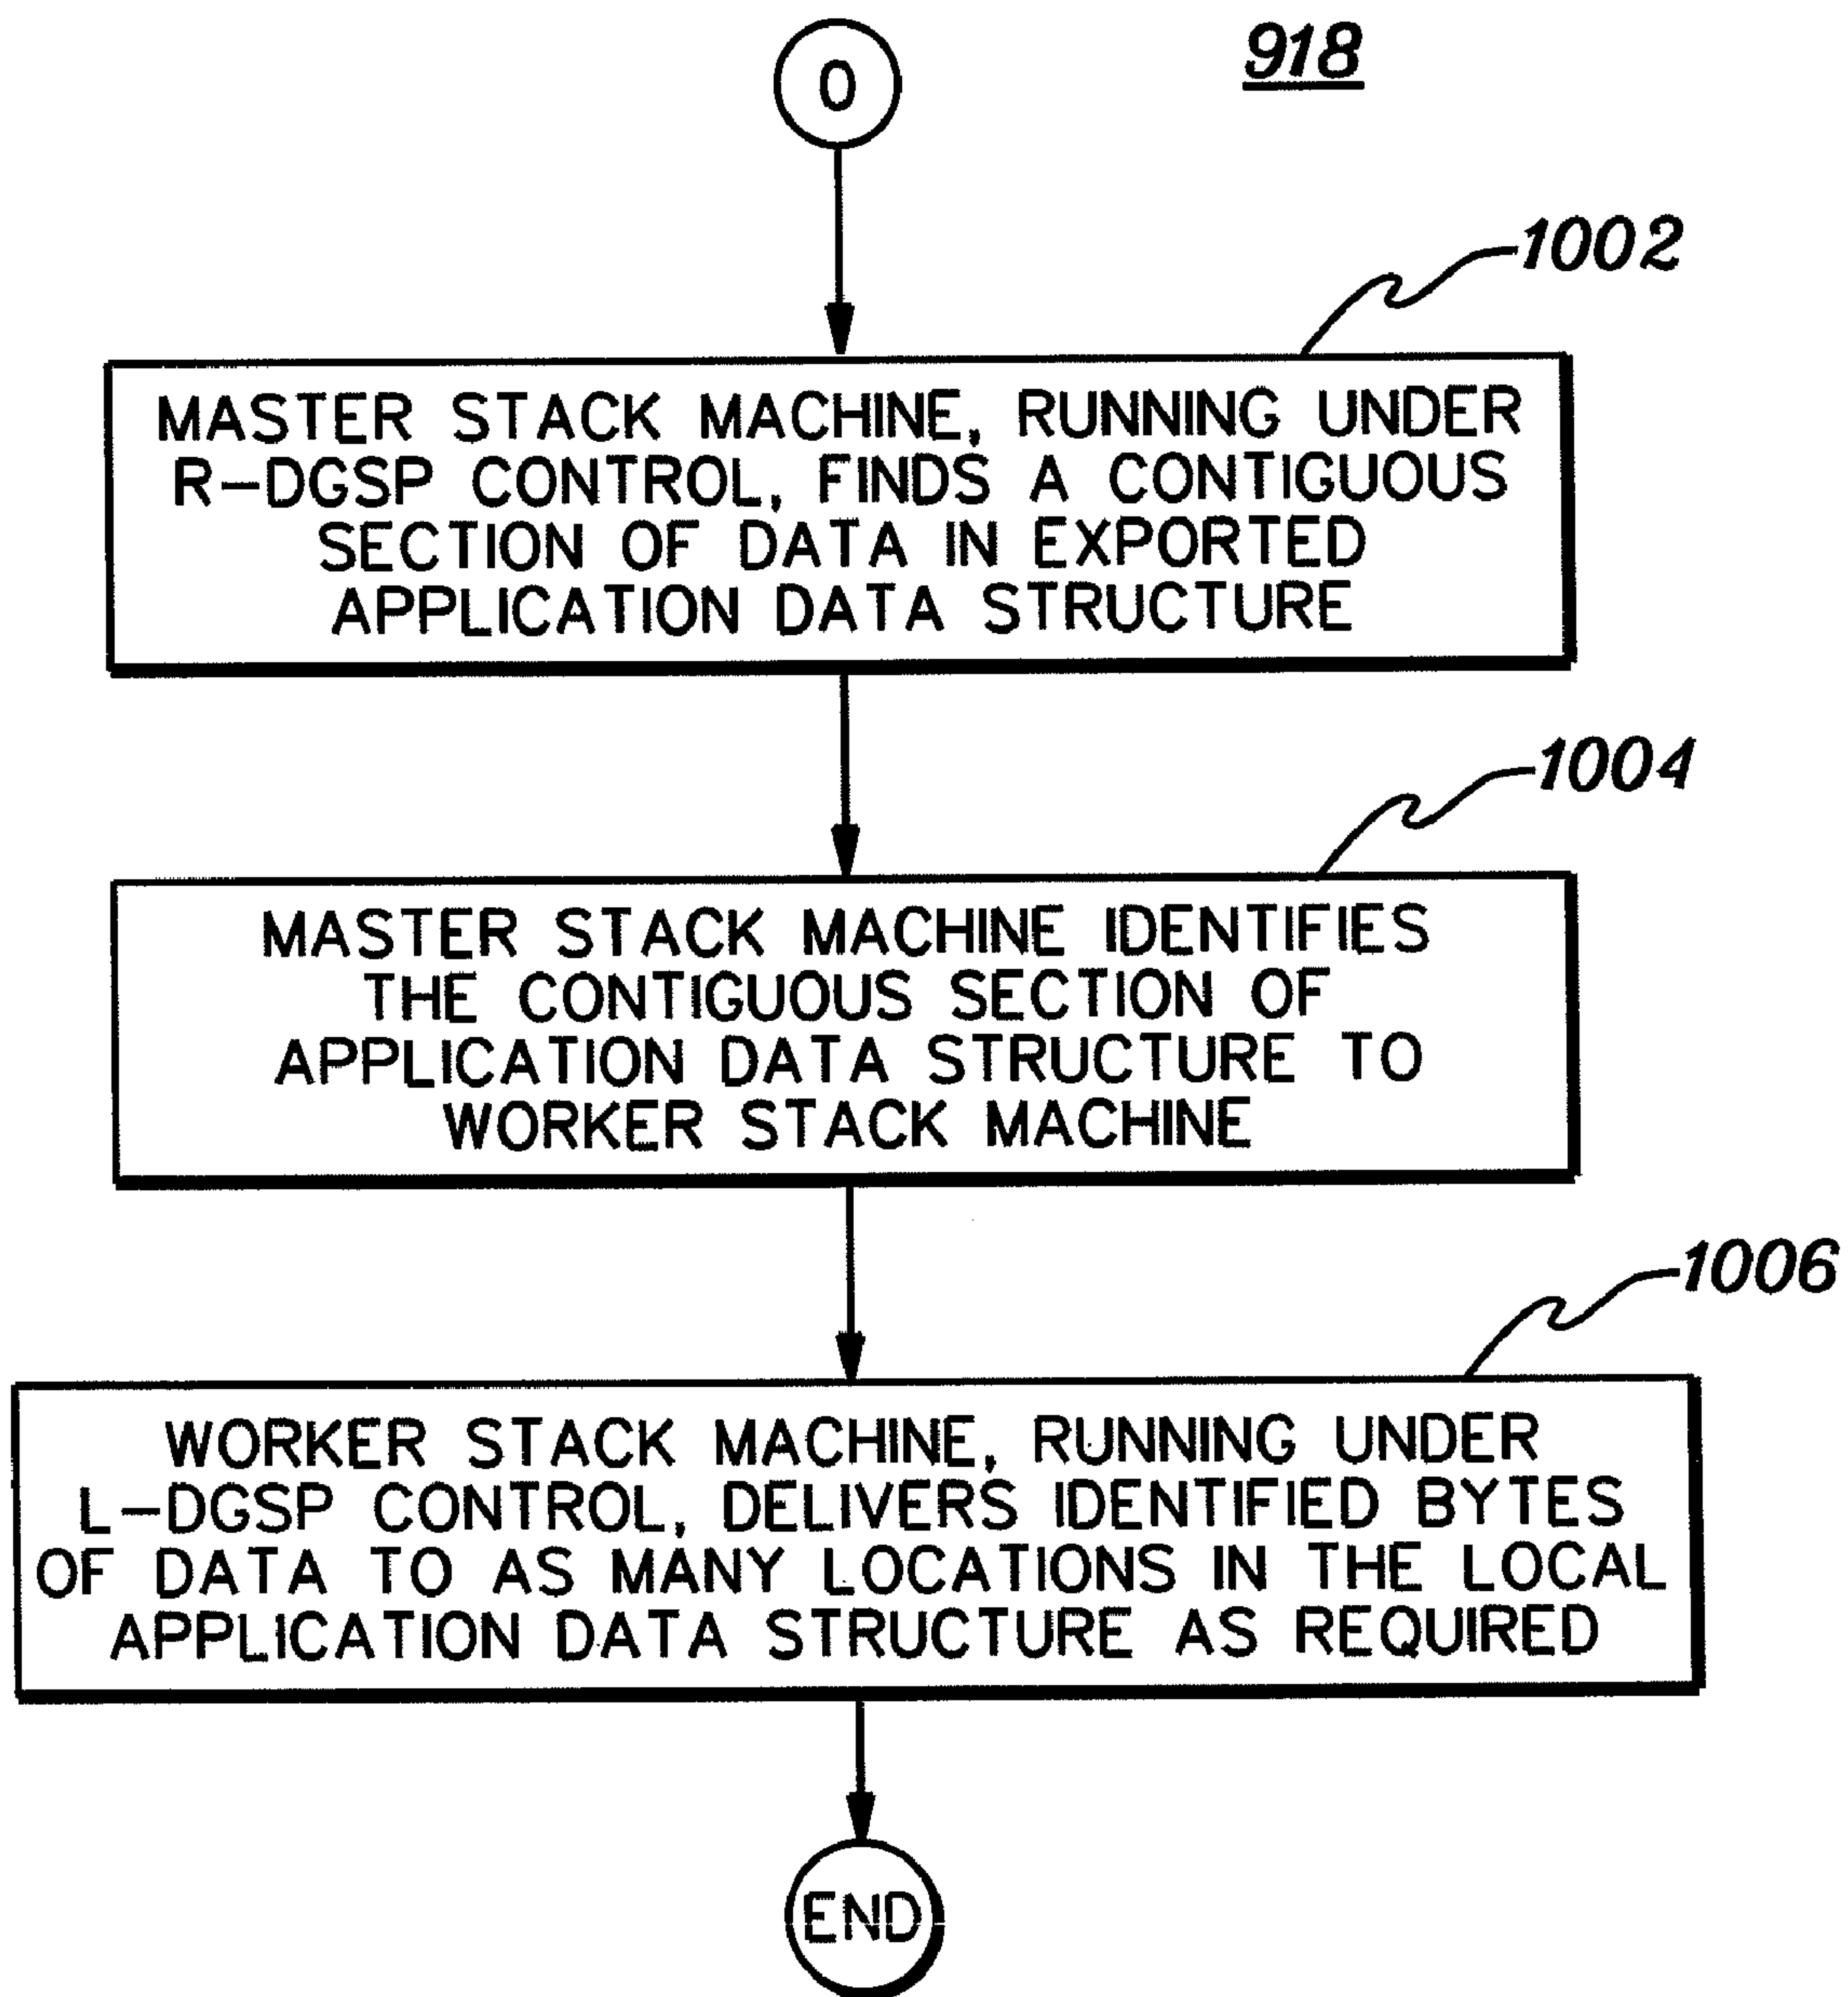 O
918
1002
MASTER STACK MACHINE, RUNNING UNDER
R-DGSP CONTROL, FINDS A CONTIGUOUS
SECTION OF DATA IN EXPORTED
APPLICATION DATA STRUCTURE
1004
MASTER STACK MACHINE IDENTIFIES
THE CONTIGUOUS SECTION OF
APPLICATION DATA STRUCTURE TO
WORKER STACK MACHINE
1006
WORKER STACK MACHINE, RUNNING UNDER
L-DGSP CONTROL, DELIVERS IDENTIFIED BYTES
OF DATA TO AS MANY LOCATIONS IN THE LOCAL
APPLICATION DATA STRUCTURE AS REQUIRED
END